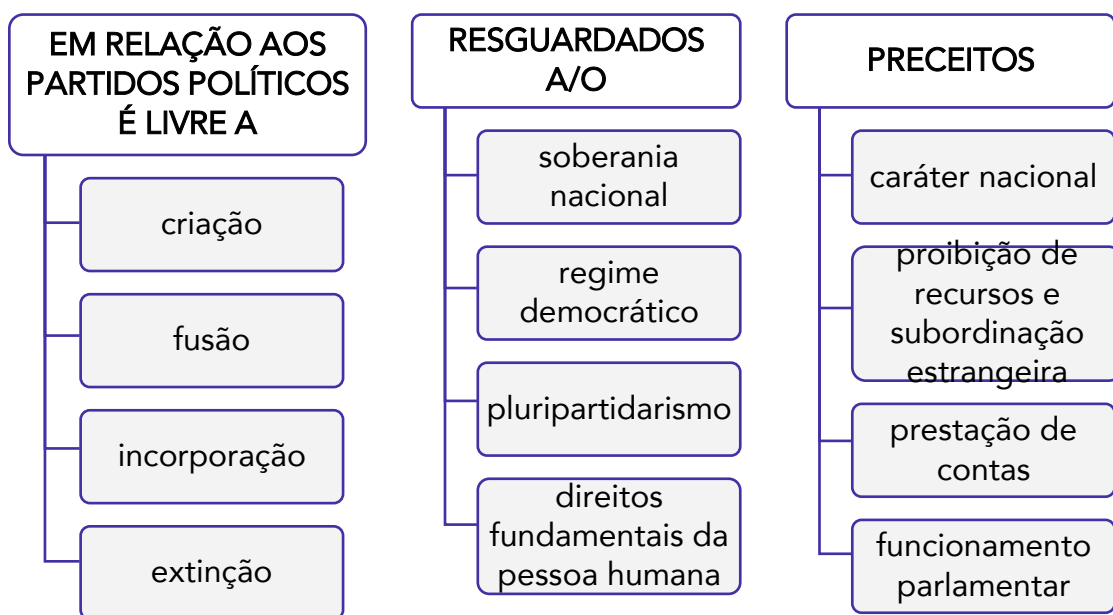 EM RELAÇÃO AOS
PARTIDOS POLÍTICOS
É LIVRE A
criação
fusão
incorporação
extinção
RESGUARDADOS
A/O
soberania
nacional
regime
democrático
pluripartidarismo
direitos
fundamentais da
pessoa humana
PRECEITOS
caráter nacional
proibição de
recursos e
subordinação
estrangeira
prestação de
contas
funcionamento
parlamentar